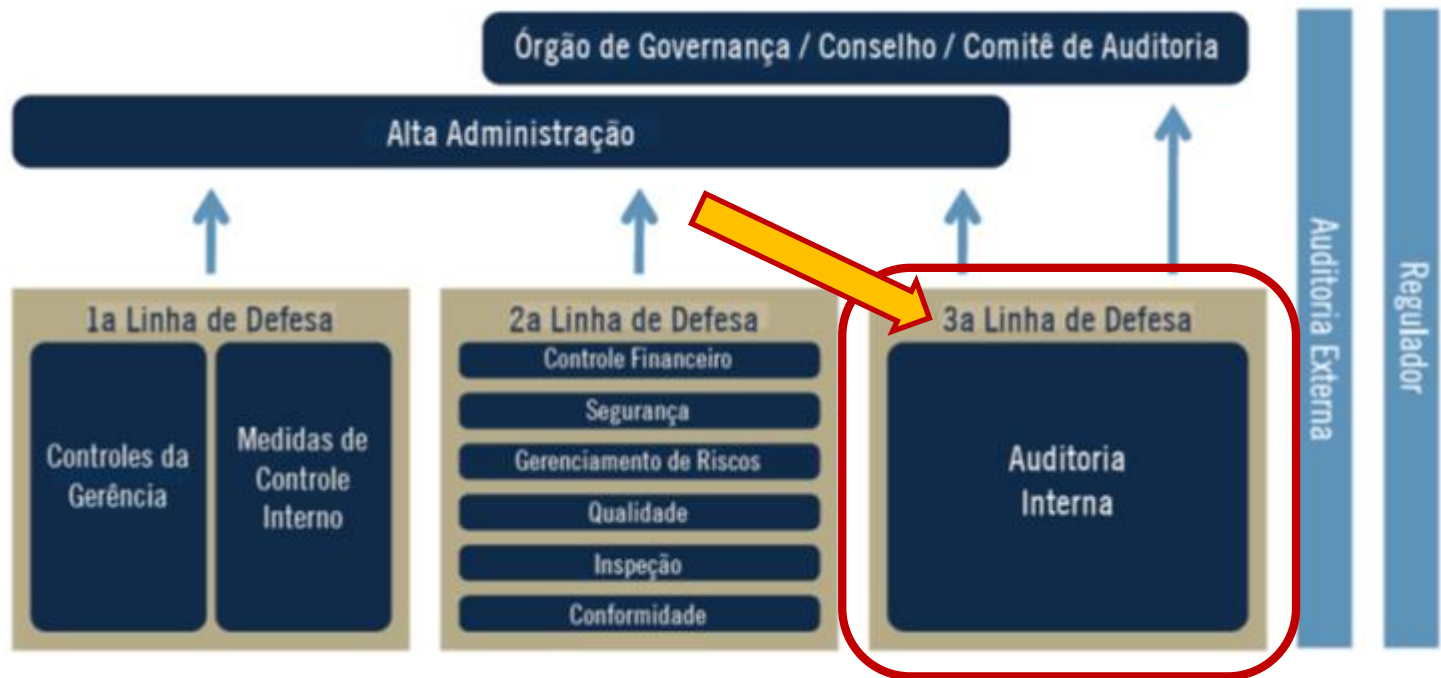 Órgão de Governança / Conselho / Comitê de Auditoria
Alta Administração
1a Linha de Defesa
Controles da
Gerência
Medidas de
Controle
Interno
2a Linha de Defesa
Controle Financeiro
Segurança
Gerenciamento de Riscos
Qualidade
Inspeção
Conformidade
3a Linha de Defesa
Auditoria
Interna
Auditoria Externa
Regulador